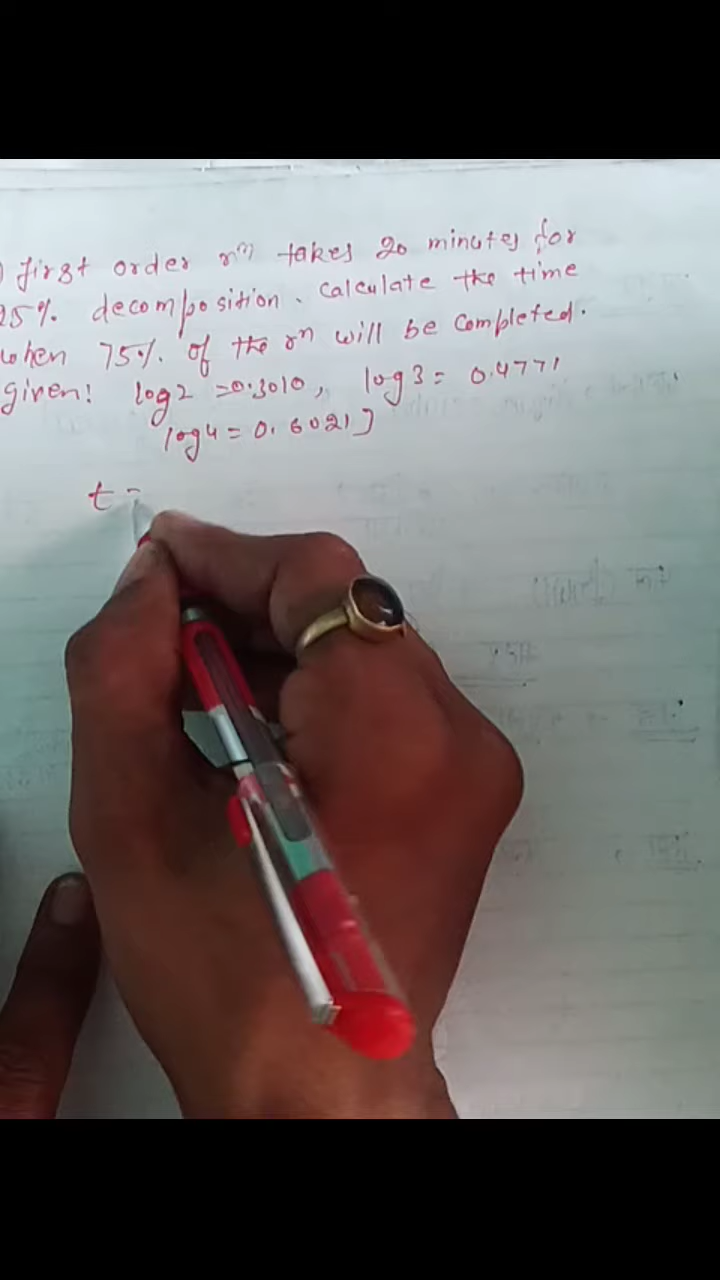 ) first order rⁿ takes 20 minutes for
25% decomposition. calculate the time
when 75% of the rⁿ will be completed.
given! log2 = 0.3010, log3 = 0.4771
log4 = 0.6021]
t =